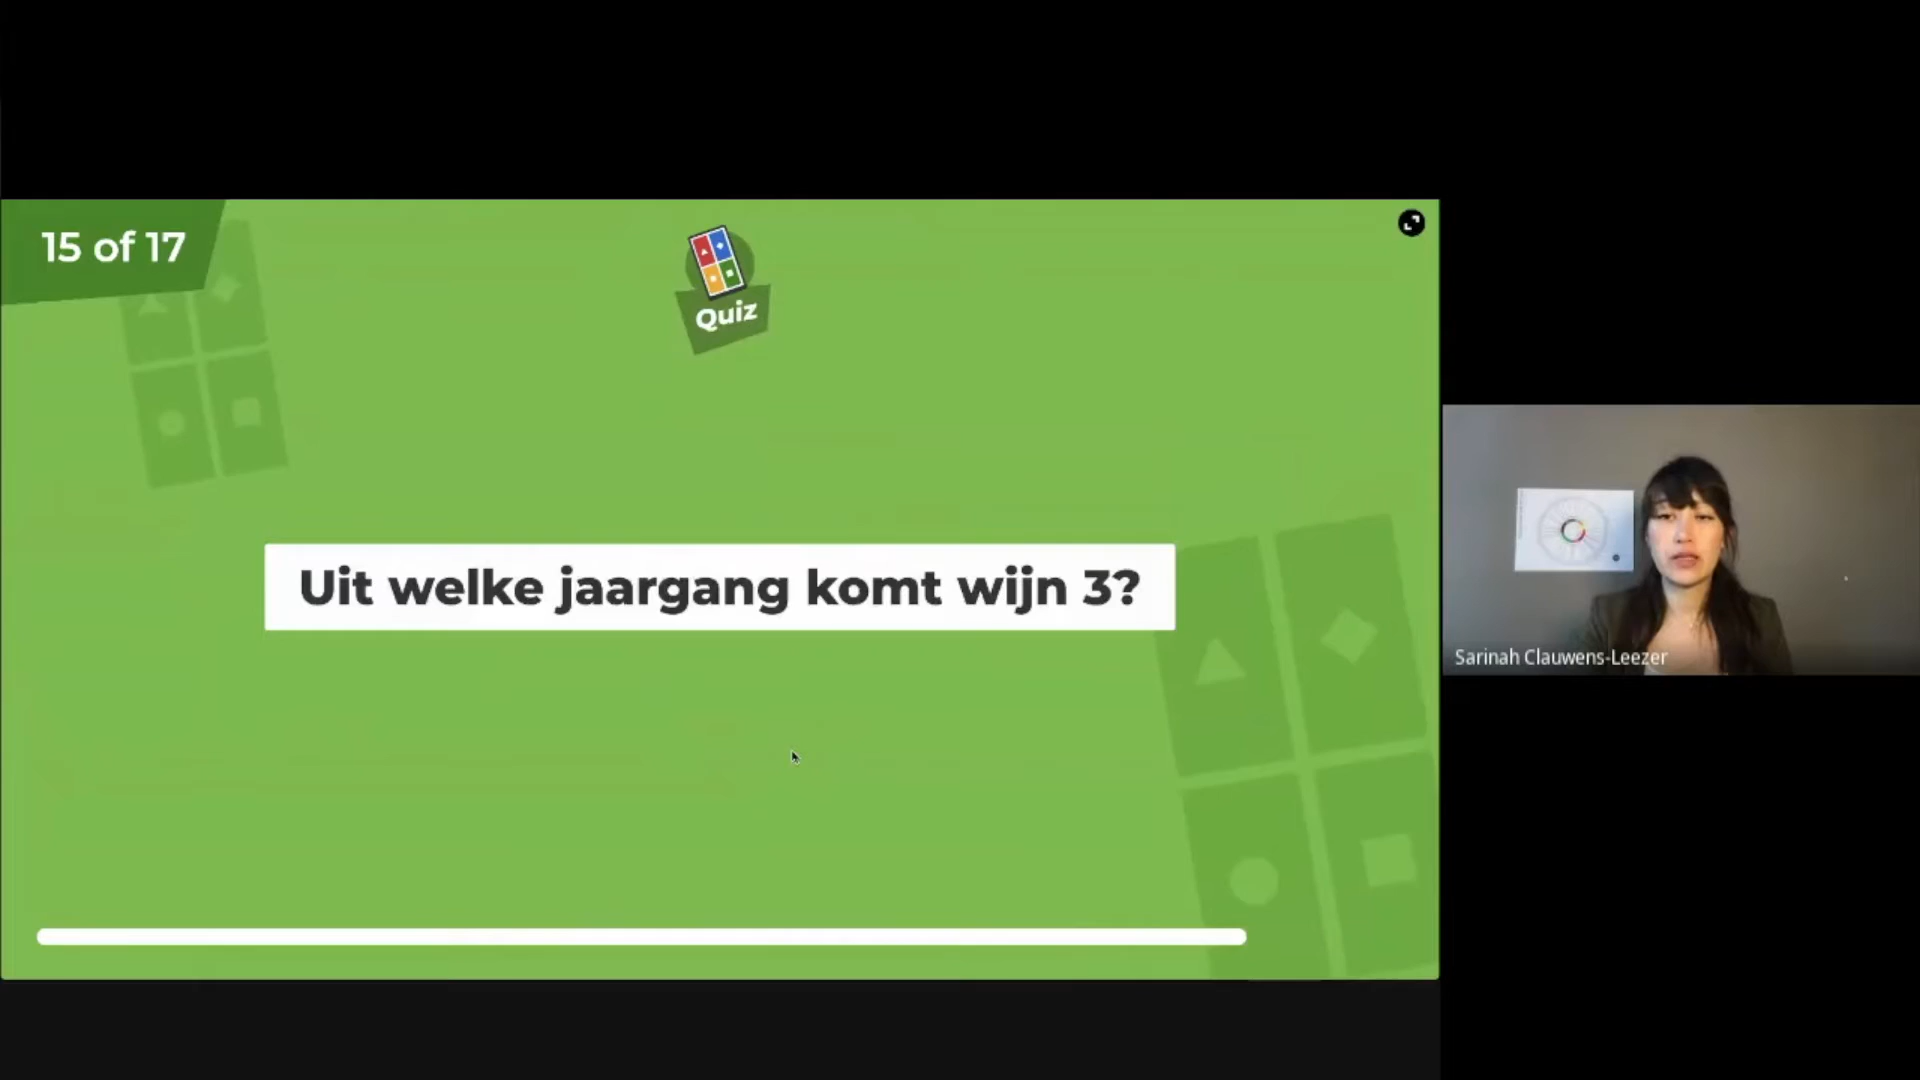 15 of 17
Quiz
Uit welke jaargang komt wijn 3?
Sarinah Clauwens-Leezer